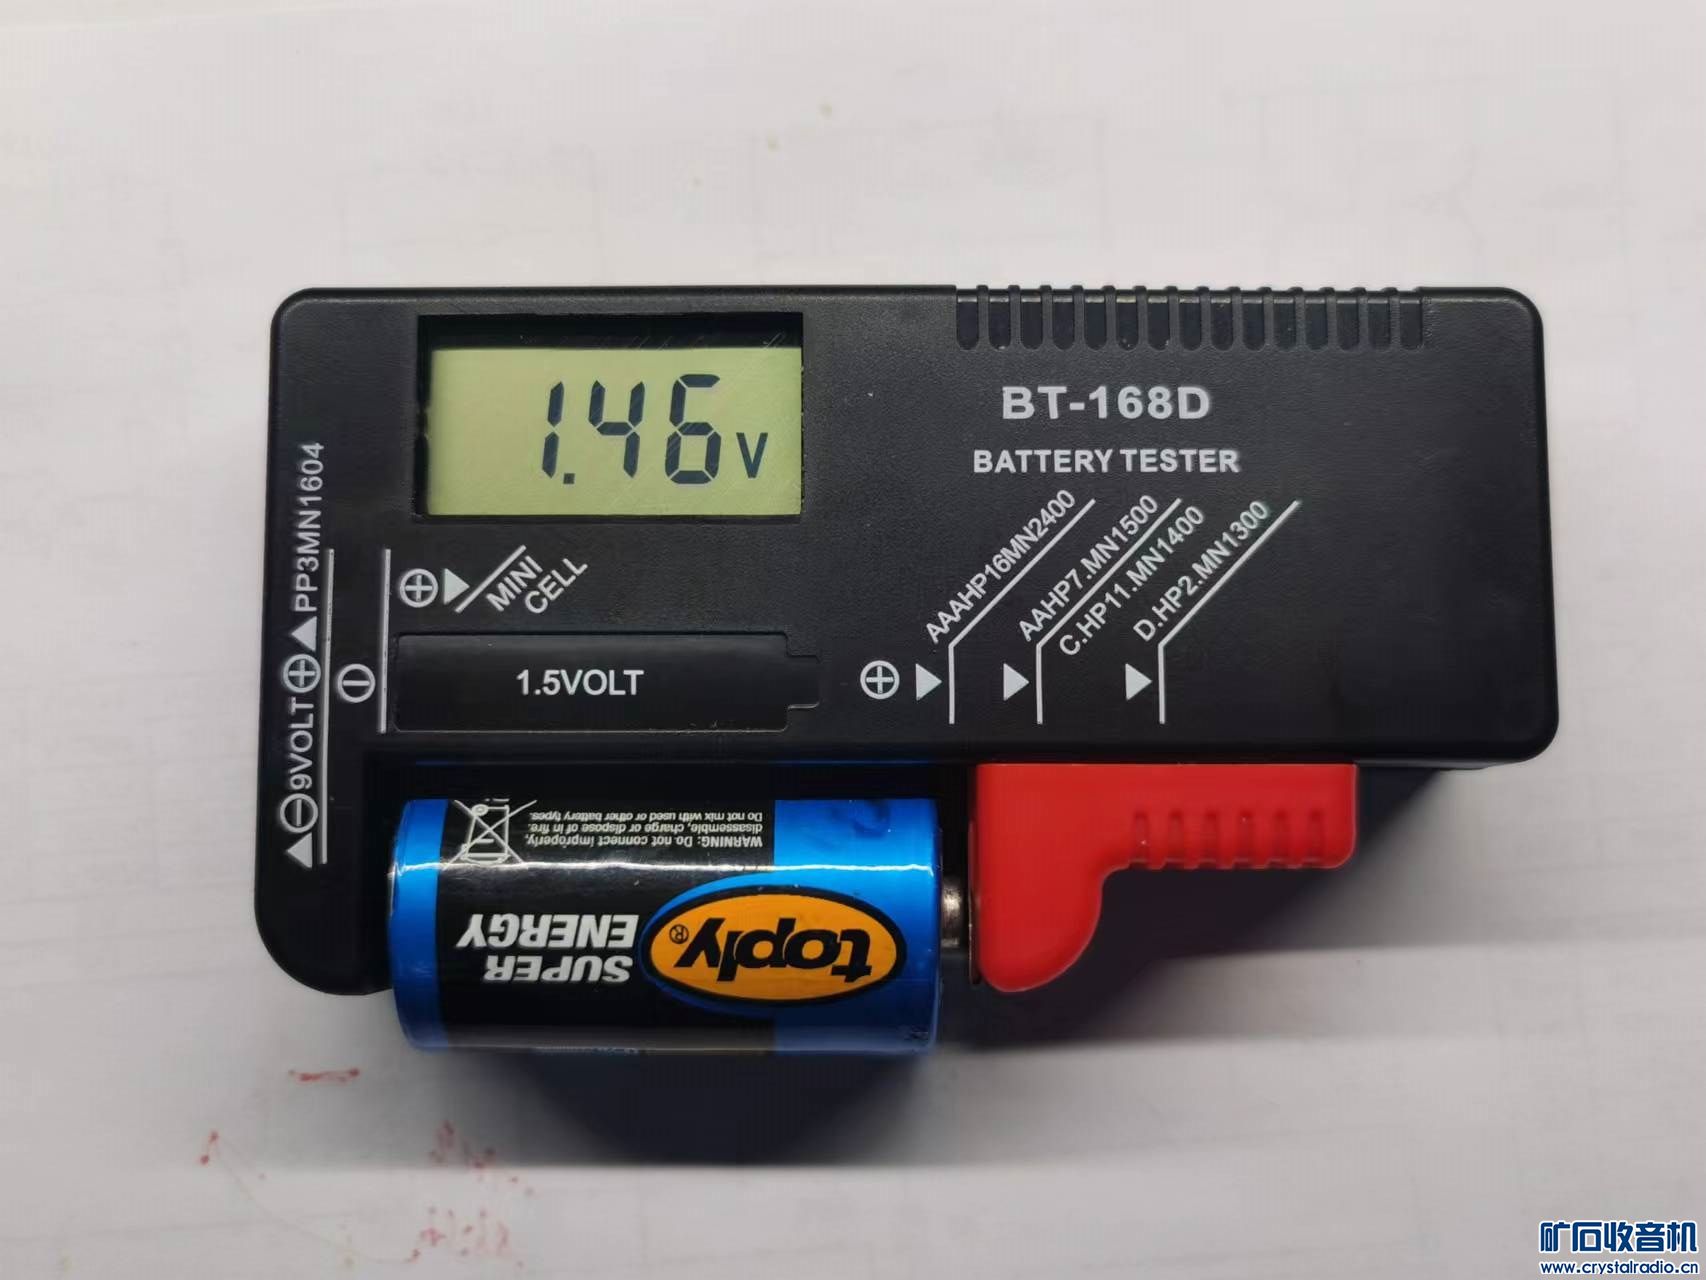 1.46V
BT-168D
BATTERY TESTER
PP3MN1604
9VOLT
MINI
CELL
1.5VOLT
AAAHP16MN2400
AAHP7.MN1500
C.HP11.MN1400
D.HP2.MN1300
WARNING: Do not connect improperly,
disassemble, charge or dispose of in fire.
Do not mix with used or other battery types.
toply®
SUPER
ENERGY
矿石收音机
www.crystalradio.cn